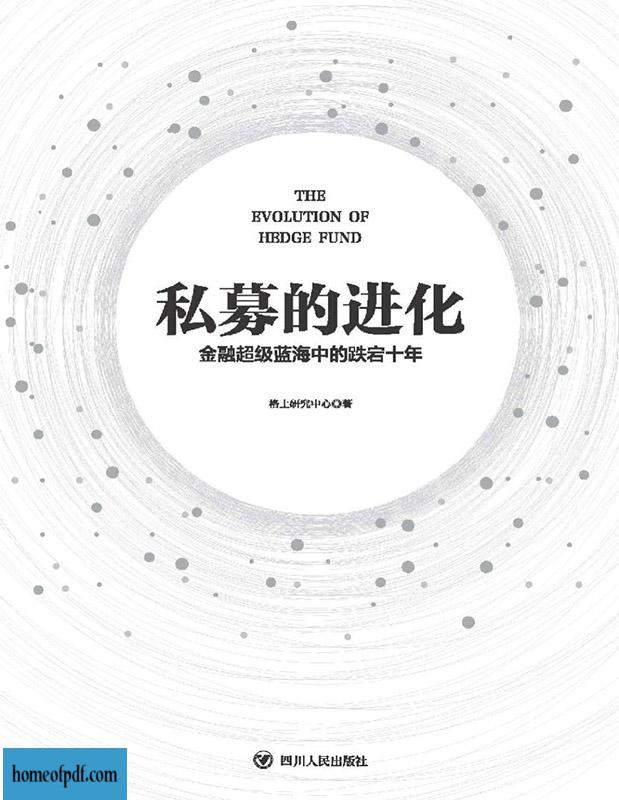 THE
EVOLUTION OF
HEDGE FUND
私募的进化
金融超级蓝海中的跌宕十年
格上研究中心◎著
四川人民出版社
homeofpdf.com